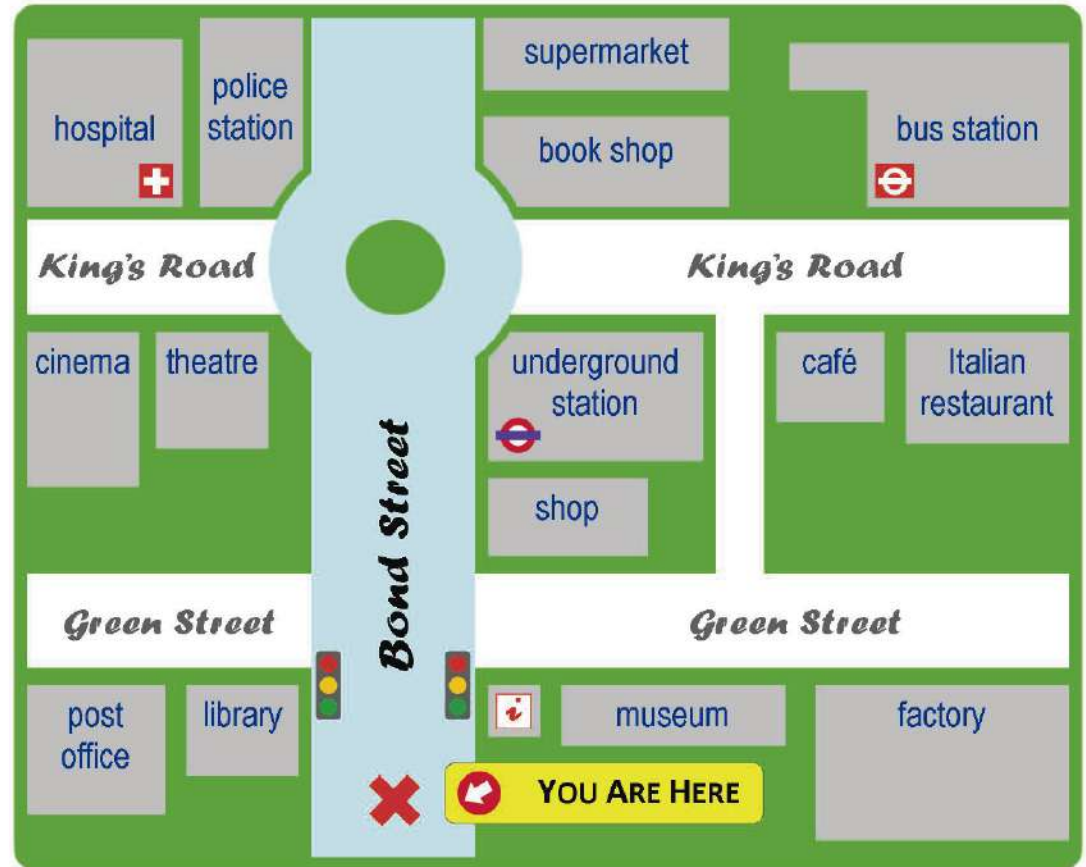 supermarket
police
station
hospital
book shop
bus station
King's Road
King's Road
cinema
theatre
underground
station
café
Italian
restaurant
shop
Bond Street
Green Street
Green Street
post
office
library
i
museum
factory
YOU ARE HERE